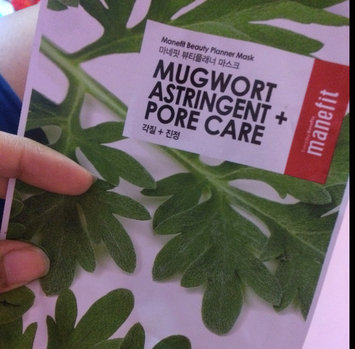 Manefit Beauty Planner Mask
마네핏 뷰티플래너 마스크
MUGWORT
ASTRINGENT +
PORE CARE
각질 + 진정
manefit